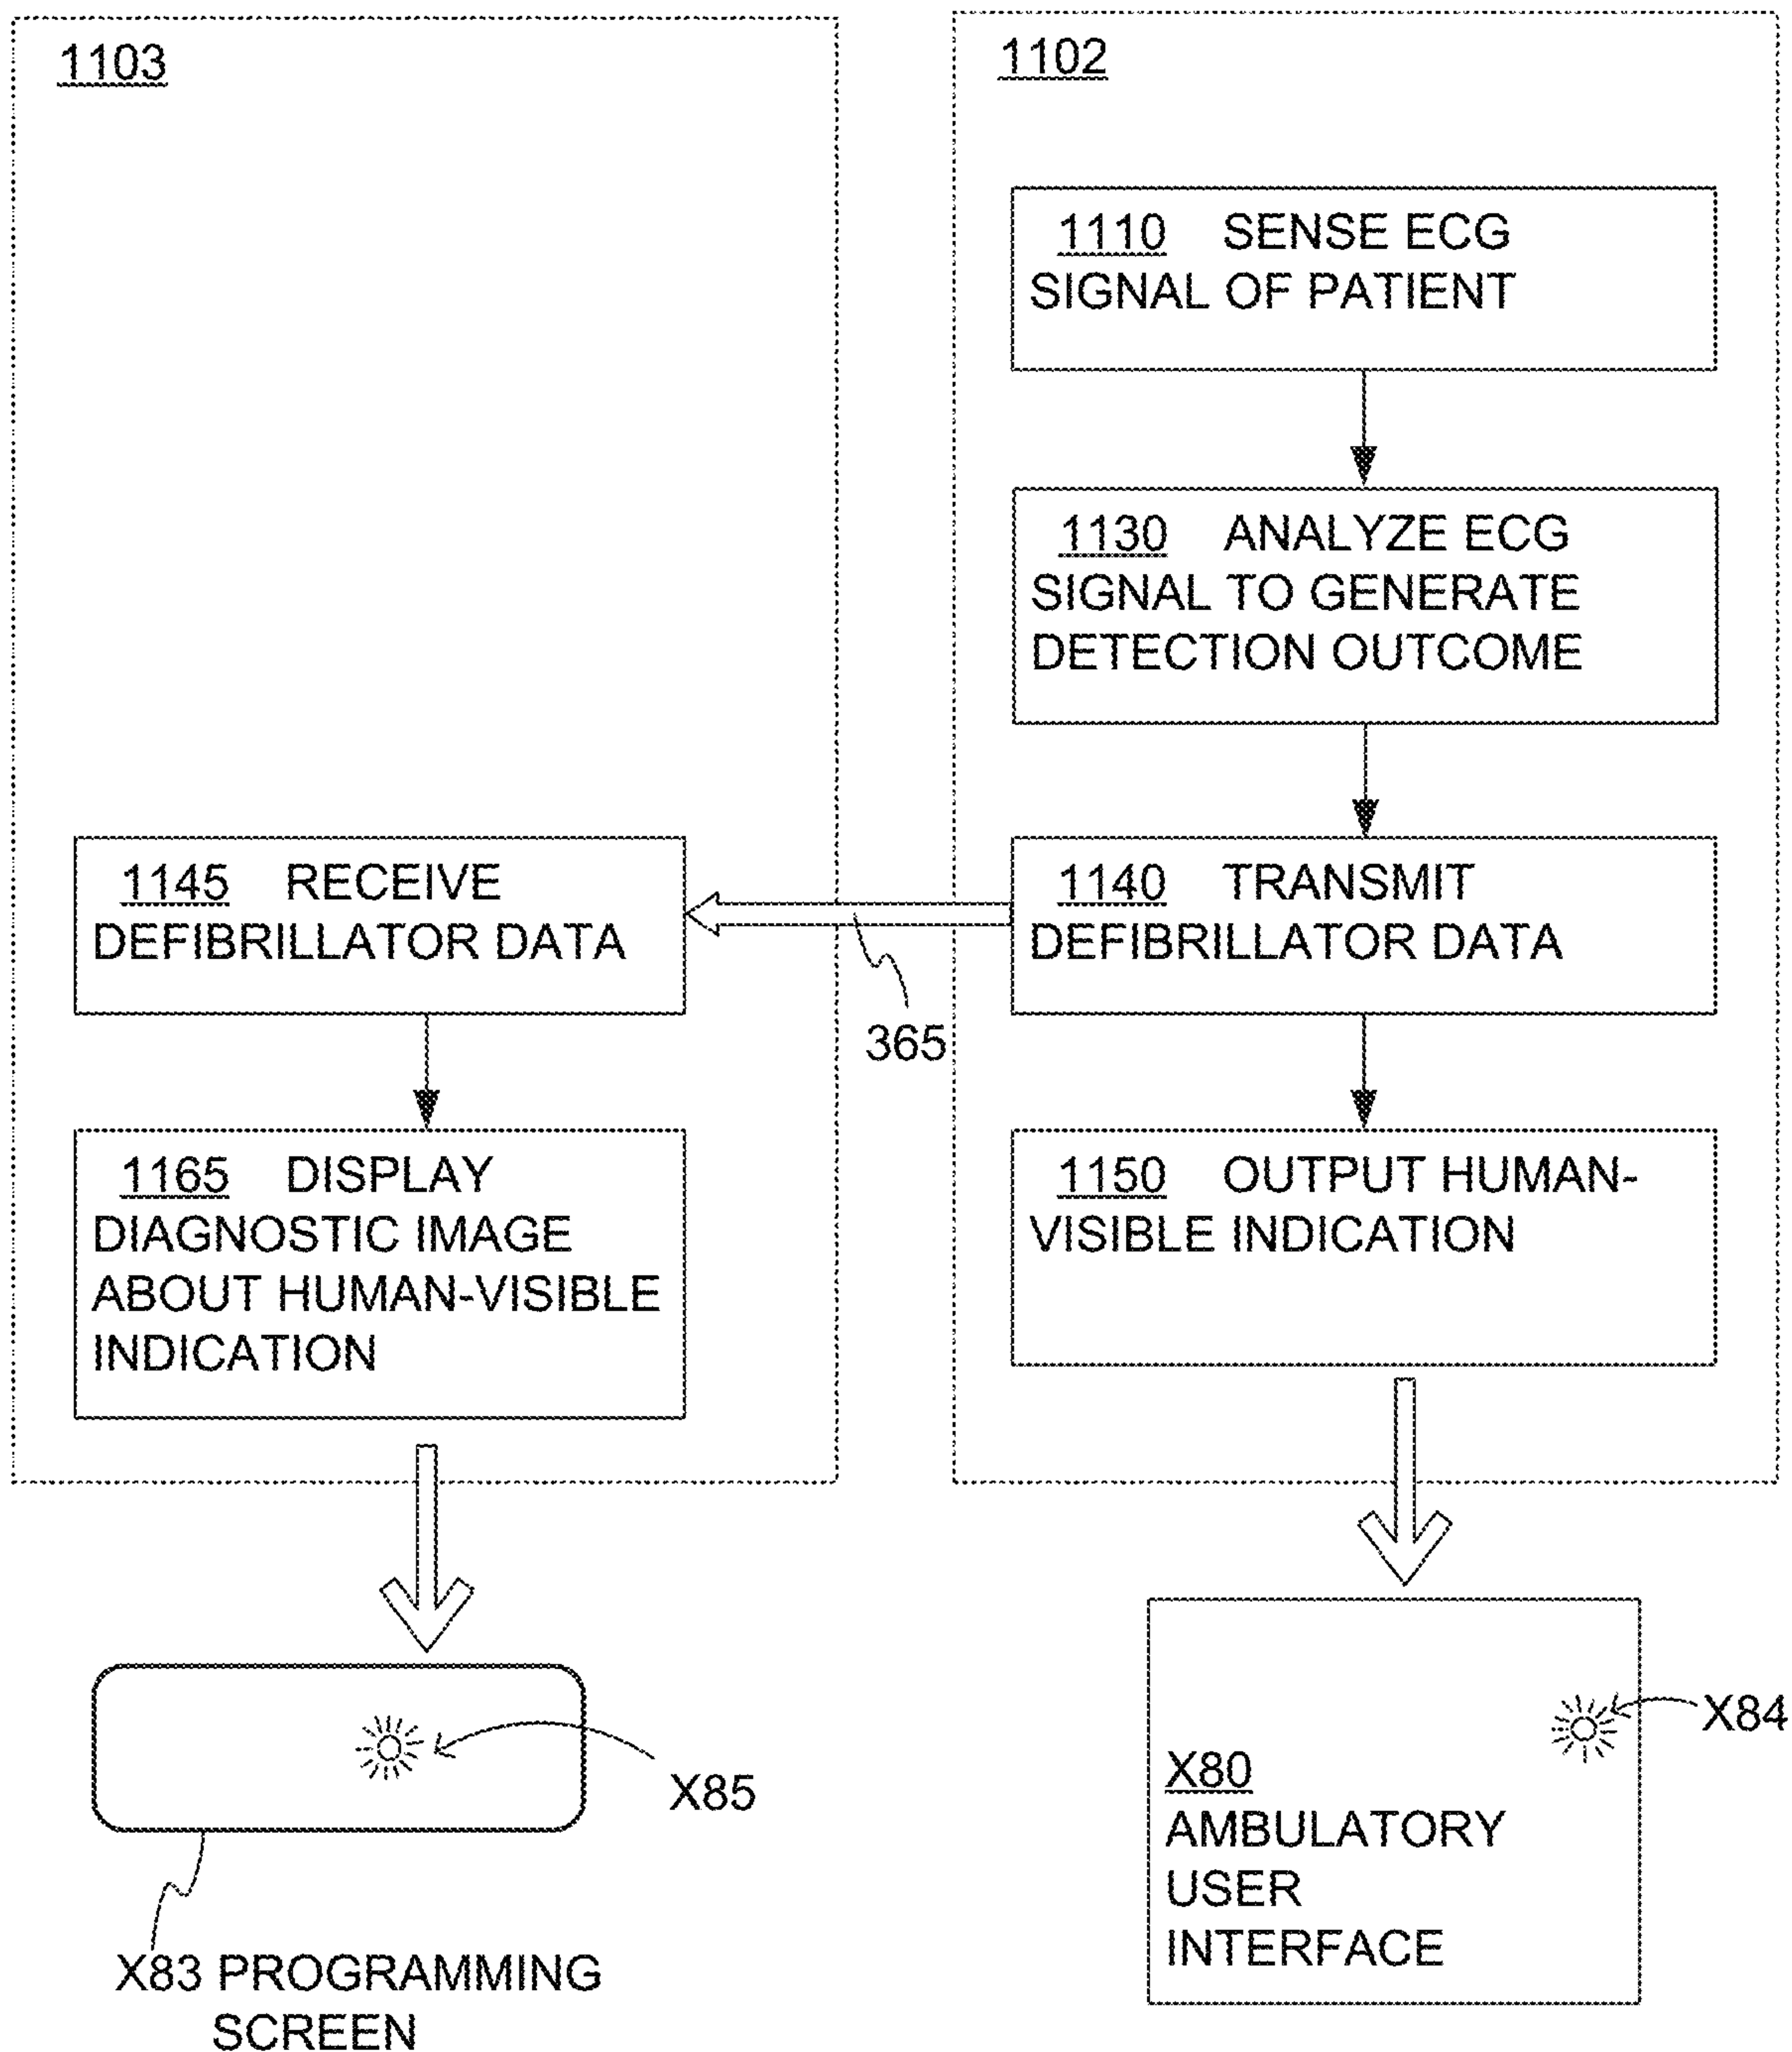 1103
1102
1110 SENSE ECG
SIGNAL OF PATIENT
1130 ANALYZE ECG
SIGNAL TO GENERATE
DETECTION OUTCOME
1145 RECEIVE
DEFIBRILLATOR DATA
1140 TRANSMIT
DEFIBRILLATOR DATA
365
1165 DISPLAY
DIAGNOSTIC IMAGE
ABOUT HUMAN-VISIBLE
INDICATION
1150 OUTPUT HUMAN-
VISIBLE INDICATION
X85
X83 PROGRAMMING
SCREEN
X84
X80
AMBULATORY
USER
INTERFACE